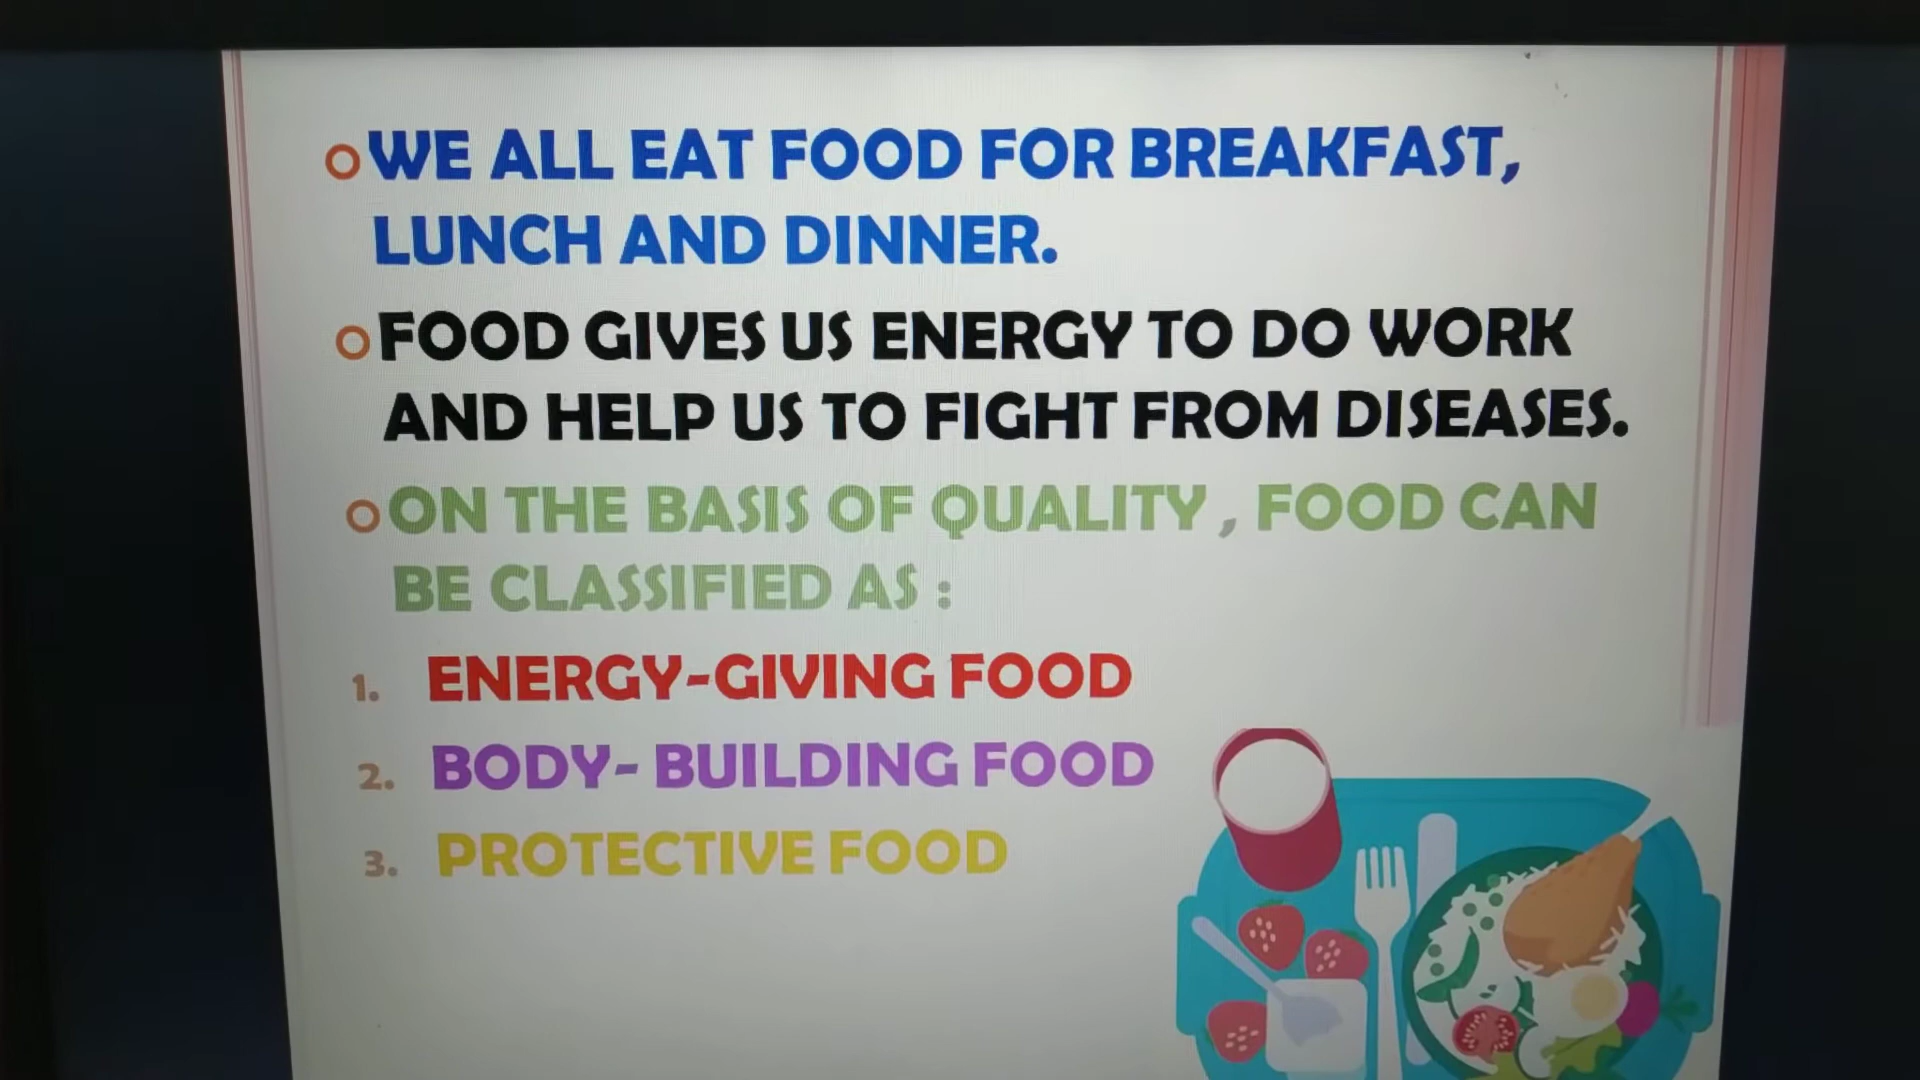 WE ALL EAT FOOD FOR BREAKFAST,
LUNCH AND DINNER.
FOOD GIVES US ENERGY TO DO WORK
AND HELP US TO FIGHT FROM DISEASES.
ON THE BASIS OF QUALITY , FOOD CAN
BE CLASSIFIED AS :
1. ENERGY-GIVING FOOD
2. BODY- BUILDING FOOD
3. PROTECTIVE FOOD